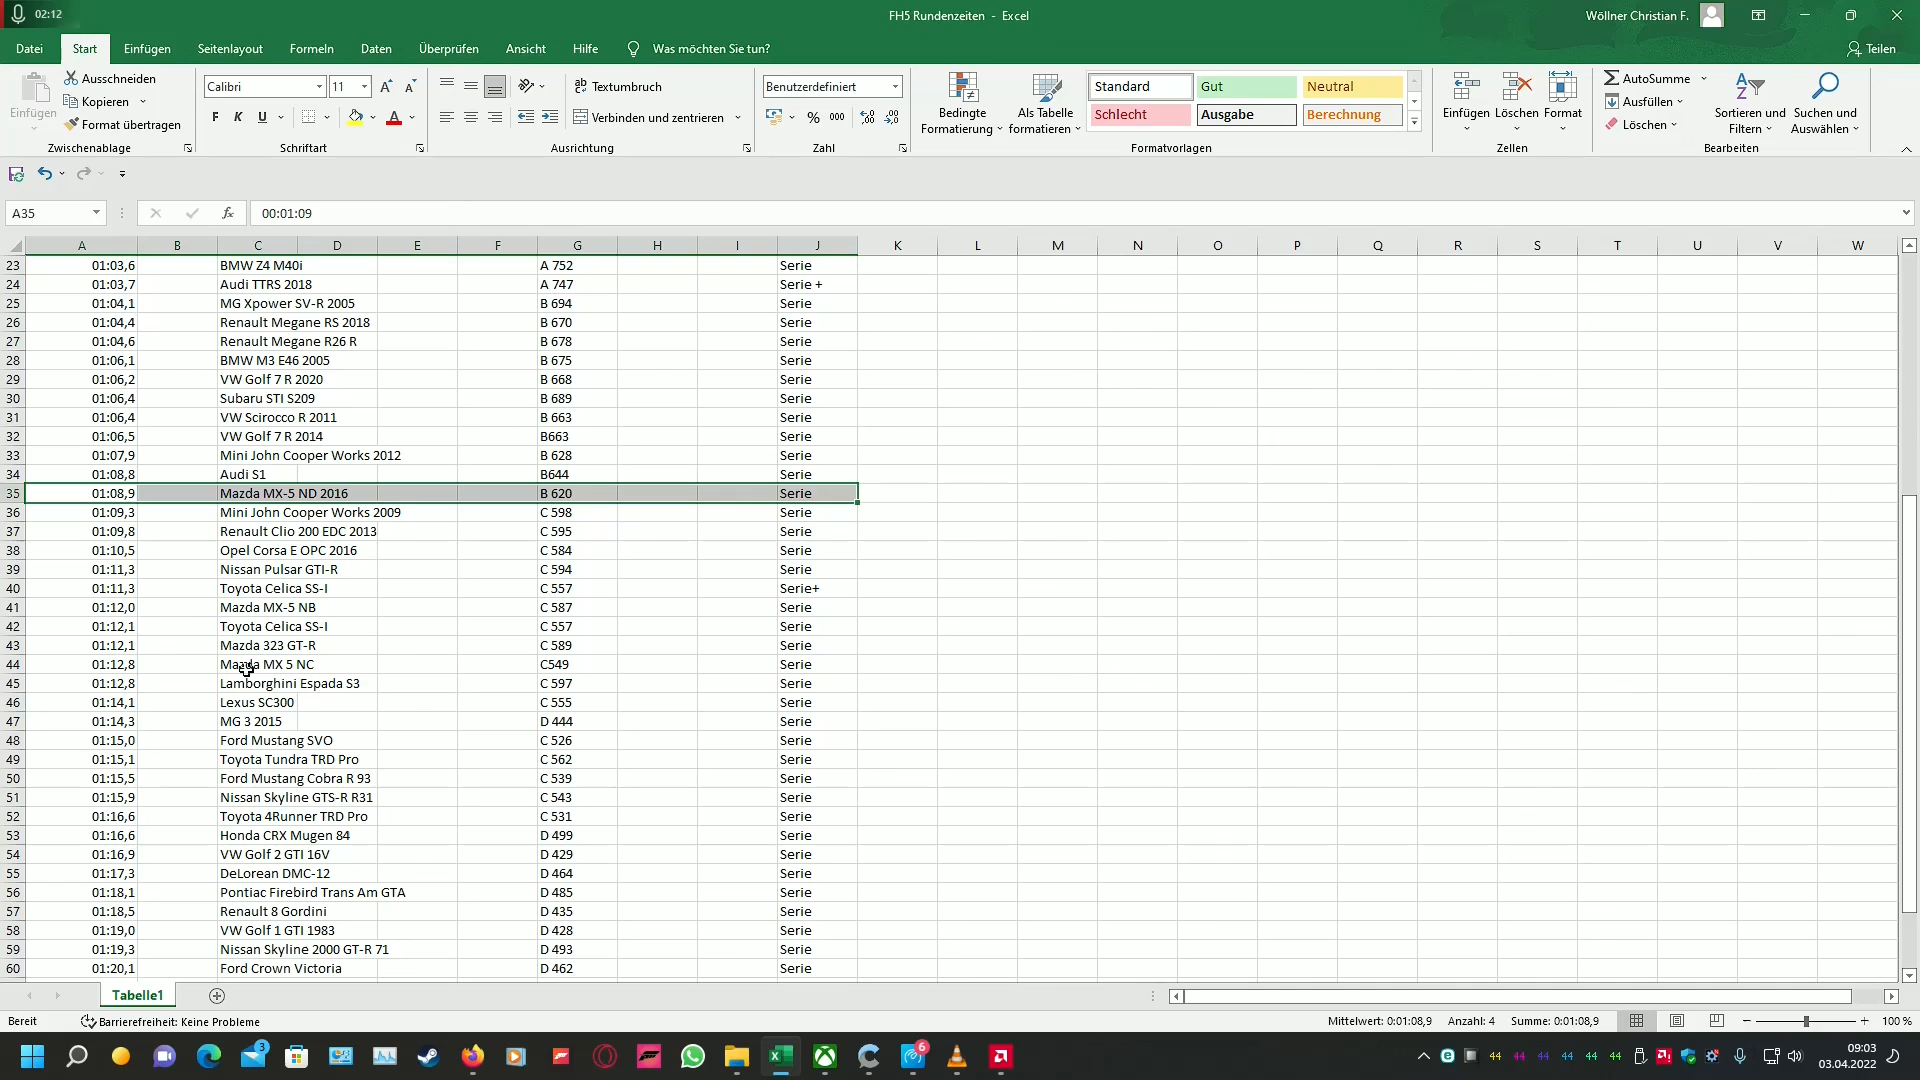 02:12
FH5 Rundenzeiten - Excel
Wöllner Christian F.
Datei Start Einfügen Seitenlayout Formeln Daten Überprüfen Ansicht Hilfe Was möchten Sie tun? Teilen
Einfügen
Ausschneiden
Kopieren
Format übertragen
Zwischenablage
Calibri 11
F K U
Schriftart
Textumbruch
Verbinden und zentrieren
Ausrichtung
Benutzerdefiniert
% 000
Zahl
Bedingte Formatierung
Als Tabelle formatieren
Standard Gut Neutral
Schlecht Ausgabe Berechnung
Formatvorlagen
Einfügen Löschen Format
Zellen
AutoSumme
Ausfüllen
Löschen
Sortieren und Filtern
Suchen und Auswählen
Bearbeiten
A35 fx 00:01:09
A B C D E F G H I J K L M N O P Q R S T U V W
23 01:03,6 BMW Z4 M40i A 752 Serie
24 01:03,7 Audi TTRS 2018 A 747 Serie +
25 01:04,1 MG Xpower SV-R 2005 B 694 Serie
26 01:04,4 Renault Megane RS 2018 B 670 Serie
27 01:04,6 Renault Megane R26 R B 678 Serie
28 01:06,1 BMW M3 E46 2005 B 675 Serie
29 01:06,2 VW Golf 7 R 2020 B 668 Serie
30 01:06,4 Subaru STI S209 B 689 Serie
31 01:06,4 VW Scirocco R 2011 B 663 Serie
32 01:06,5 VW Golf 7 R 2014 B663 Serie
33 01:07,9 Mini John Cooper Works 2012 B 628 Serie
34 01:08,8 Audi S1 B644 Serie
35 01:08,9 Mazda MX-5 ND 2016 B 620 Serie
36 01:09,3 Mini John Cooper Works 2009 C 598 Serie
37 01:09,8 Renault Clio 200 EDC 2013 C 595 Serie
38 01:10,5 Opel Corsa E OPC 2016 C 584 Serie
39 01:11,3 Nissan Pulsar GTI-R C 594 Serie
40 01:11,3 Toyota Celica SS-I C 557 Serie+
41 01:12,0 Mazda MX-5 NB C 587 Serie
42 01:12,1 Toyota Celica SS-I C 557 Serie
43 01:12,1 Mazda 323 GT-R C 589 Serie
44 01:12,8 Mazda MX 5 NC C549 Serie
45 01:12,8 Lamborghini Espada S3 C 597 Serie
46 01:14,1 Lexus SC300 C 555 Serie
47 01:14,3 MG 3 2015 D 444 Serie
48 01:15,0 Ford Mustang SVO C 526 Serie
49 01:15,1 Toyota Tundra TRD Pro C 562 Serie
50 01:15,5 Ford Mustang Cobra R 93 C 539 Serie
51 01:15,9 Nissan Skyline GTS-R R31 C 543 Serie
52 01:16,6 Toyota 4Runner TRD Pro C 531 Serie
53 01:16,6 Honda CRX Mugen 84 D 499 Serie
54 01:16,9 VW Golf 2 GTI 16V D 429 Serie
55 01:17,3 DeLorean DMC-12 D 464 Serie
56 01:18,1 Pontiac Firebird Trans Am GTA D 485 Serie
57 01:18,5 Renault 8 Gordini D 435 Serie
58 01:19,0 VW Golf 1 GTI 1983 D 428 Serie
59 01:19,3 Nissan Skyline 2000 GT-R 71 D 493 Serie
60 01:20,1 Ford Crown Victoria D 462 Serie
Tabelle1
Bereit Barrierefreiheit: Keine Probleme Mittelwert: 0:01:08,9 Anzahl: 4 Summe: 0:01:08,9 100 %
3 6 44 44 44 44 44 44
09:03
03.04.2022